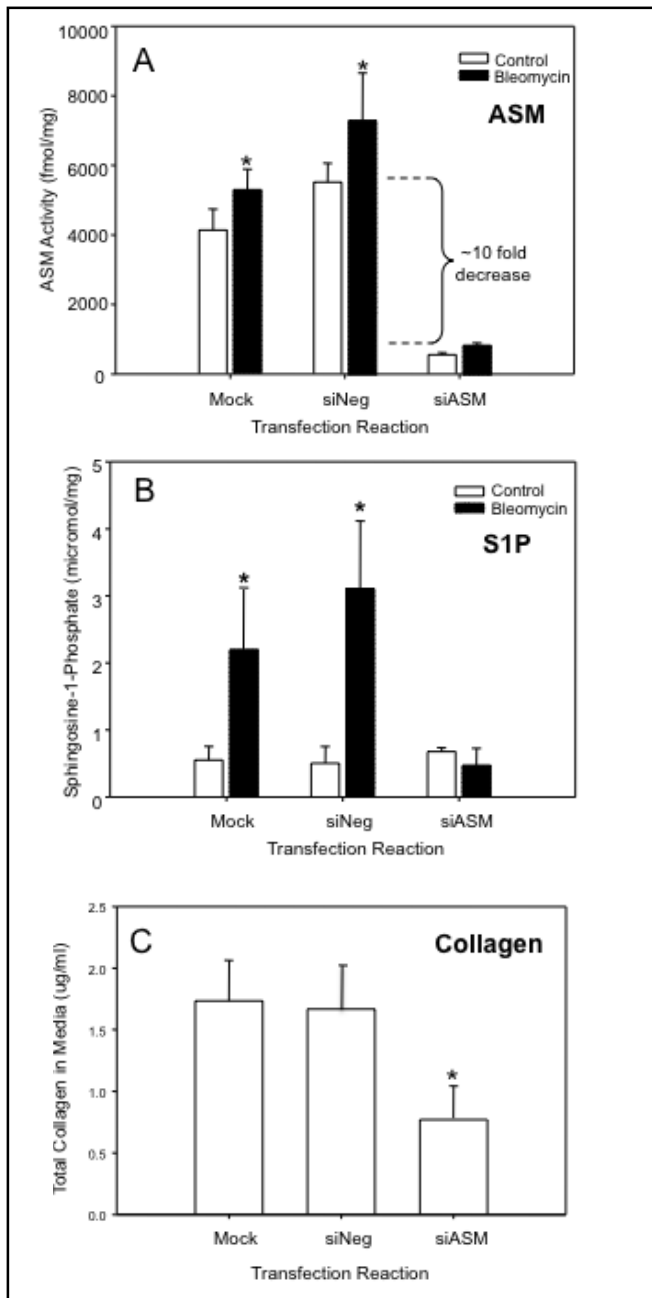 A
Control
Bleomycin
ASM
*
*
~10 fold
decrease
ASM Activity (fmol/mg)
10000
8000
6000
4000
2000
0
Mock siNeg siASM
Transfection Reaction
B
Control
Bleomycin
S1P
*
*
Sphingosine-1-Phosphate (micromol/mg)
5
4
3
2
1
0
Mock siNeg siASM
Transfection Reaction
C
Collagen
*
Total Collagen in Media (ug/ml)
2.5
2.0
1.5
1.0
0.5
0.0
Mock siNeg siASM
Transfection Reaction